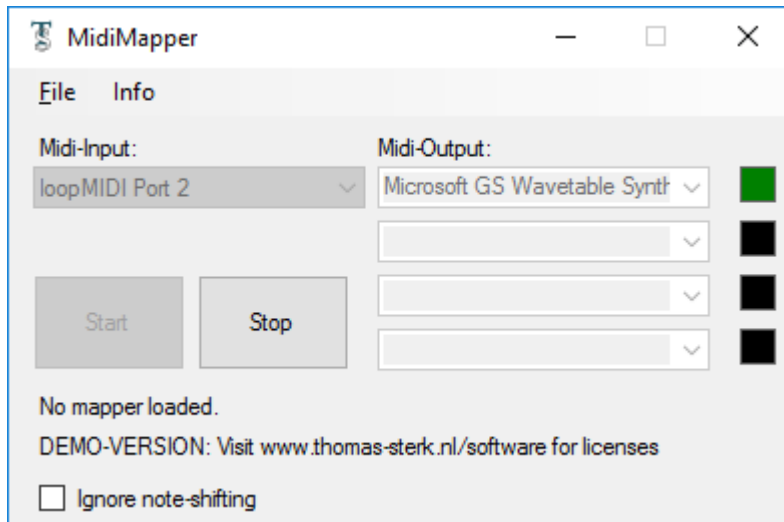 MidiMapper
File Info
Midi-Input: Midi-Output:
loopMIDI Port 2 Microsoft GS Wavetable Synth
Start Stop
No mapper loaded.
DEMO-VERSION: Visit www.thomas-sterk.nl/software for licenses
Ignore note-shifting